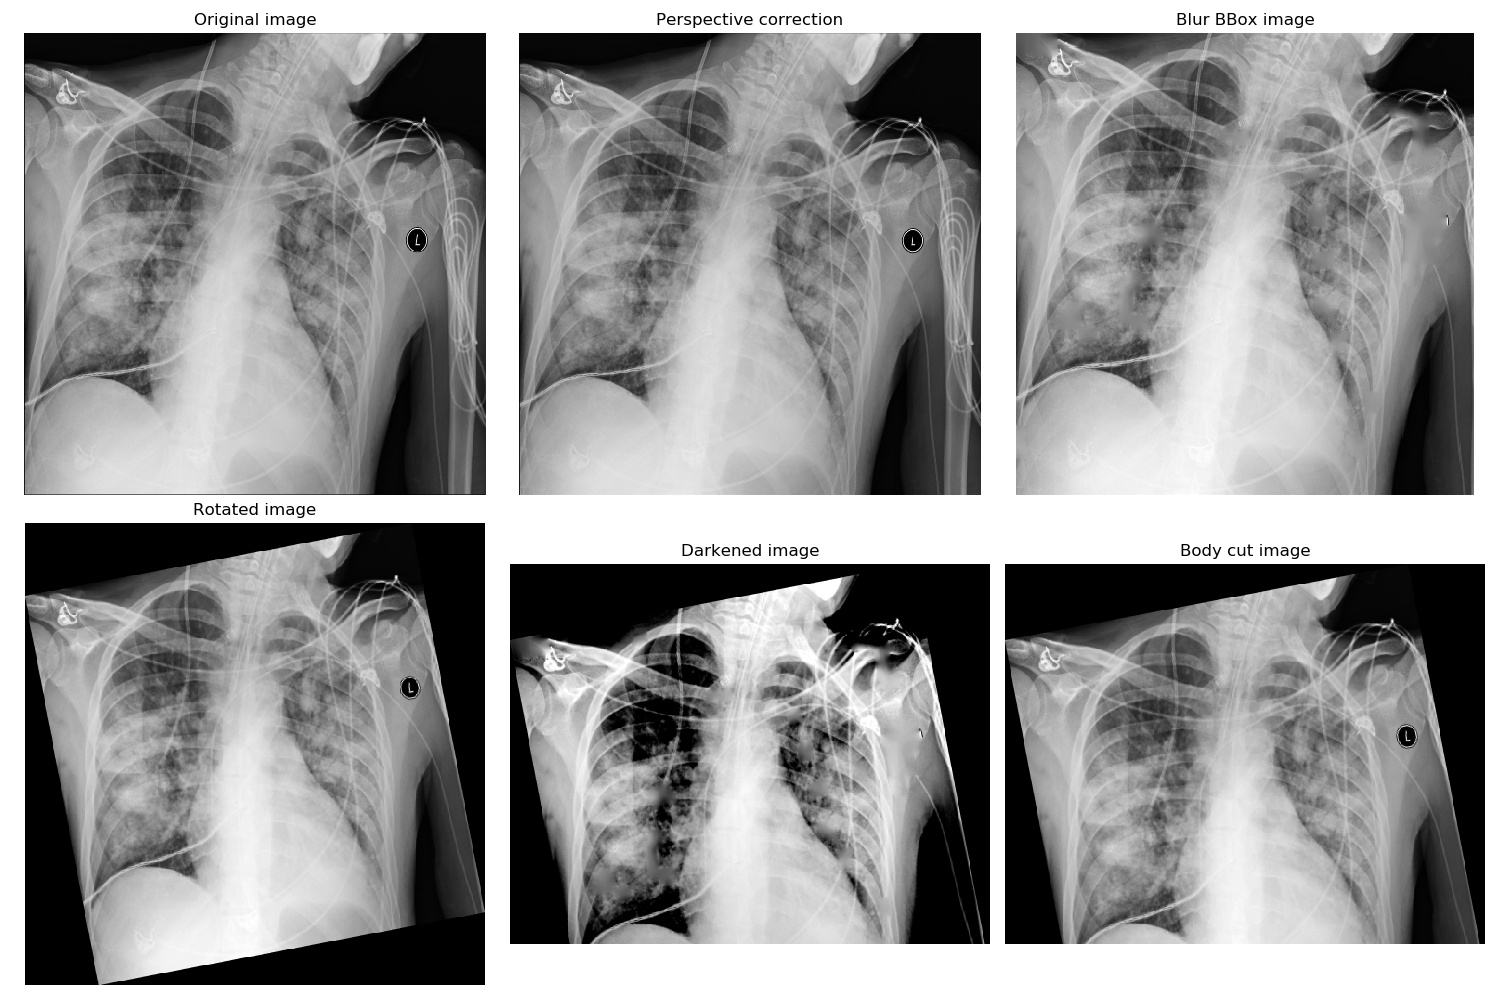 Original image
Perspective correction
Blur BBox image
L
L
Rotated image
Darkened image
Body cut image
L
L